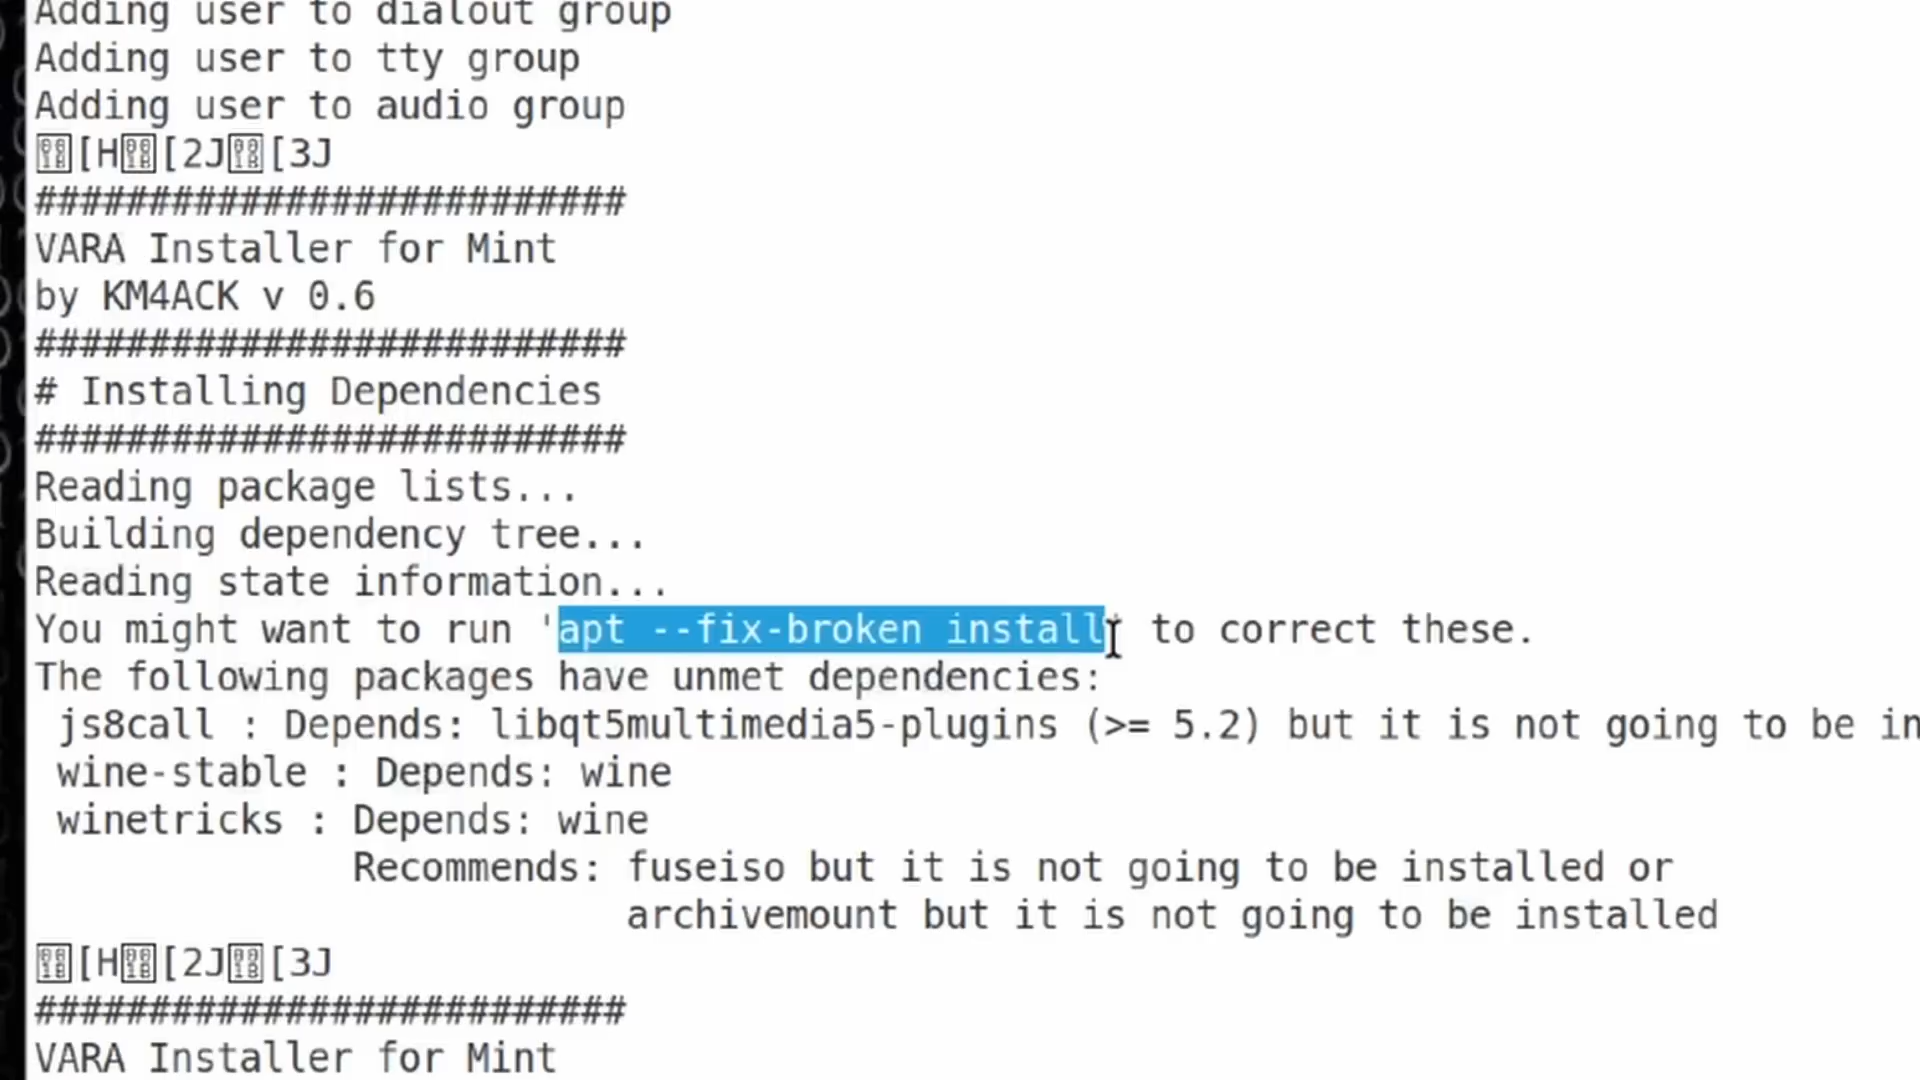 Adding user to dialout group
Adding user to tty group
Adding user to audio group
[H[2J[3J
##########################
VARA Installer for Mint
by KM4ACK v 0.6
##########################
# Installing Dependencies
##########################
Reading package lists...
Building dependency tree...
Reading state information...
You might want to run 'apt --fix-broken install' to correct these.
The following packages have unmet dependencies:
js8call : Depends: libqt5multimedia5-plugins (>= 5.2) but it is not going to be in
wine-stable : Depends: wine
winetricks : Depends: wine
Recommends: fuseiso but it is not going to be installed or
archivemount but it is not going to be installed
[H[2J[3J
##########################
VARA Installer for Mint